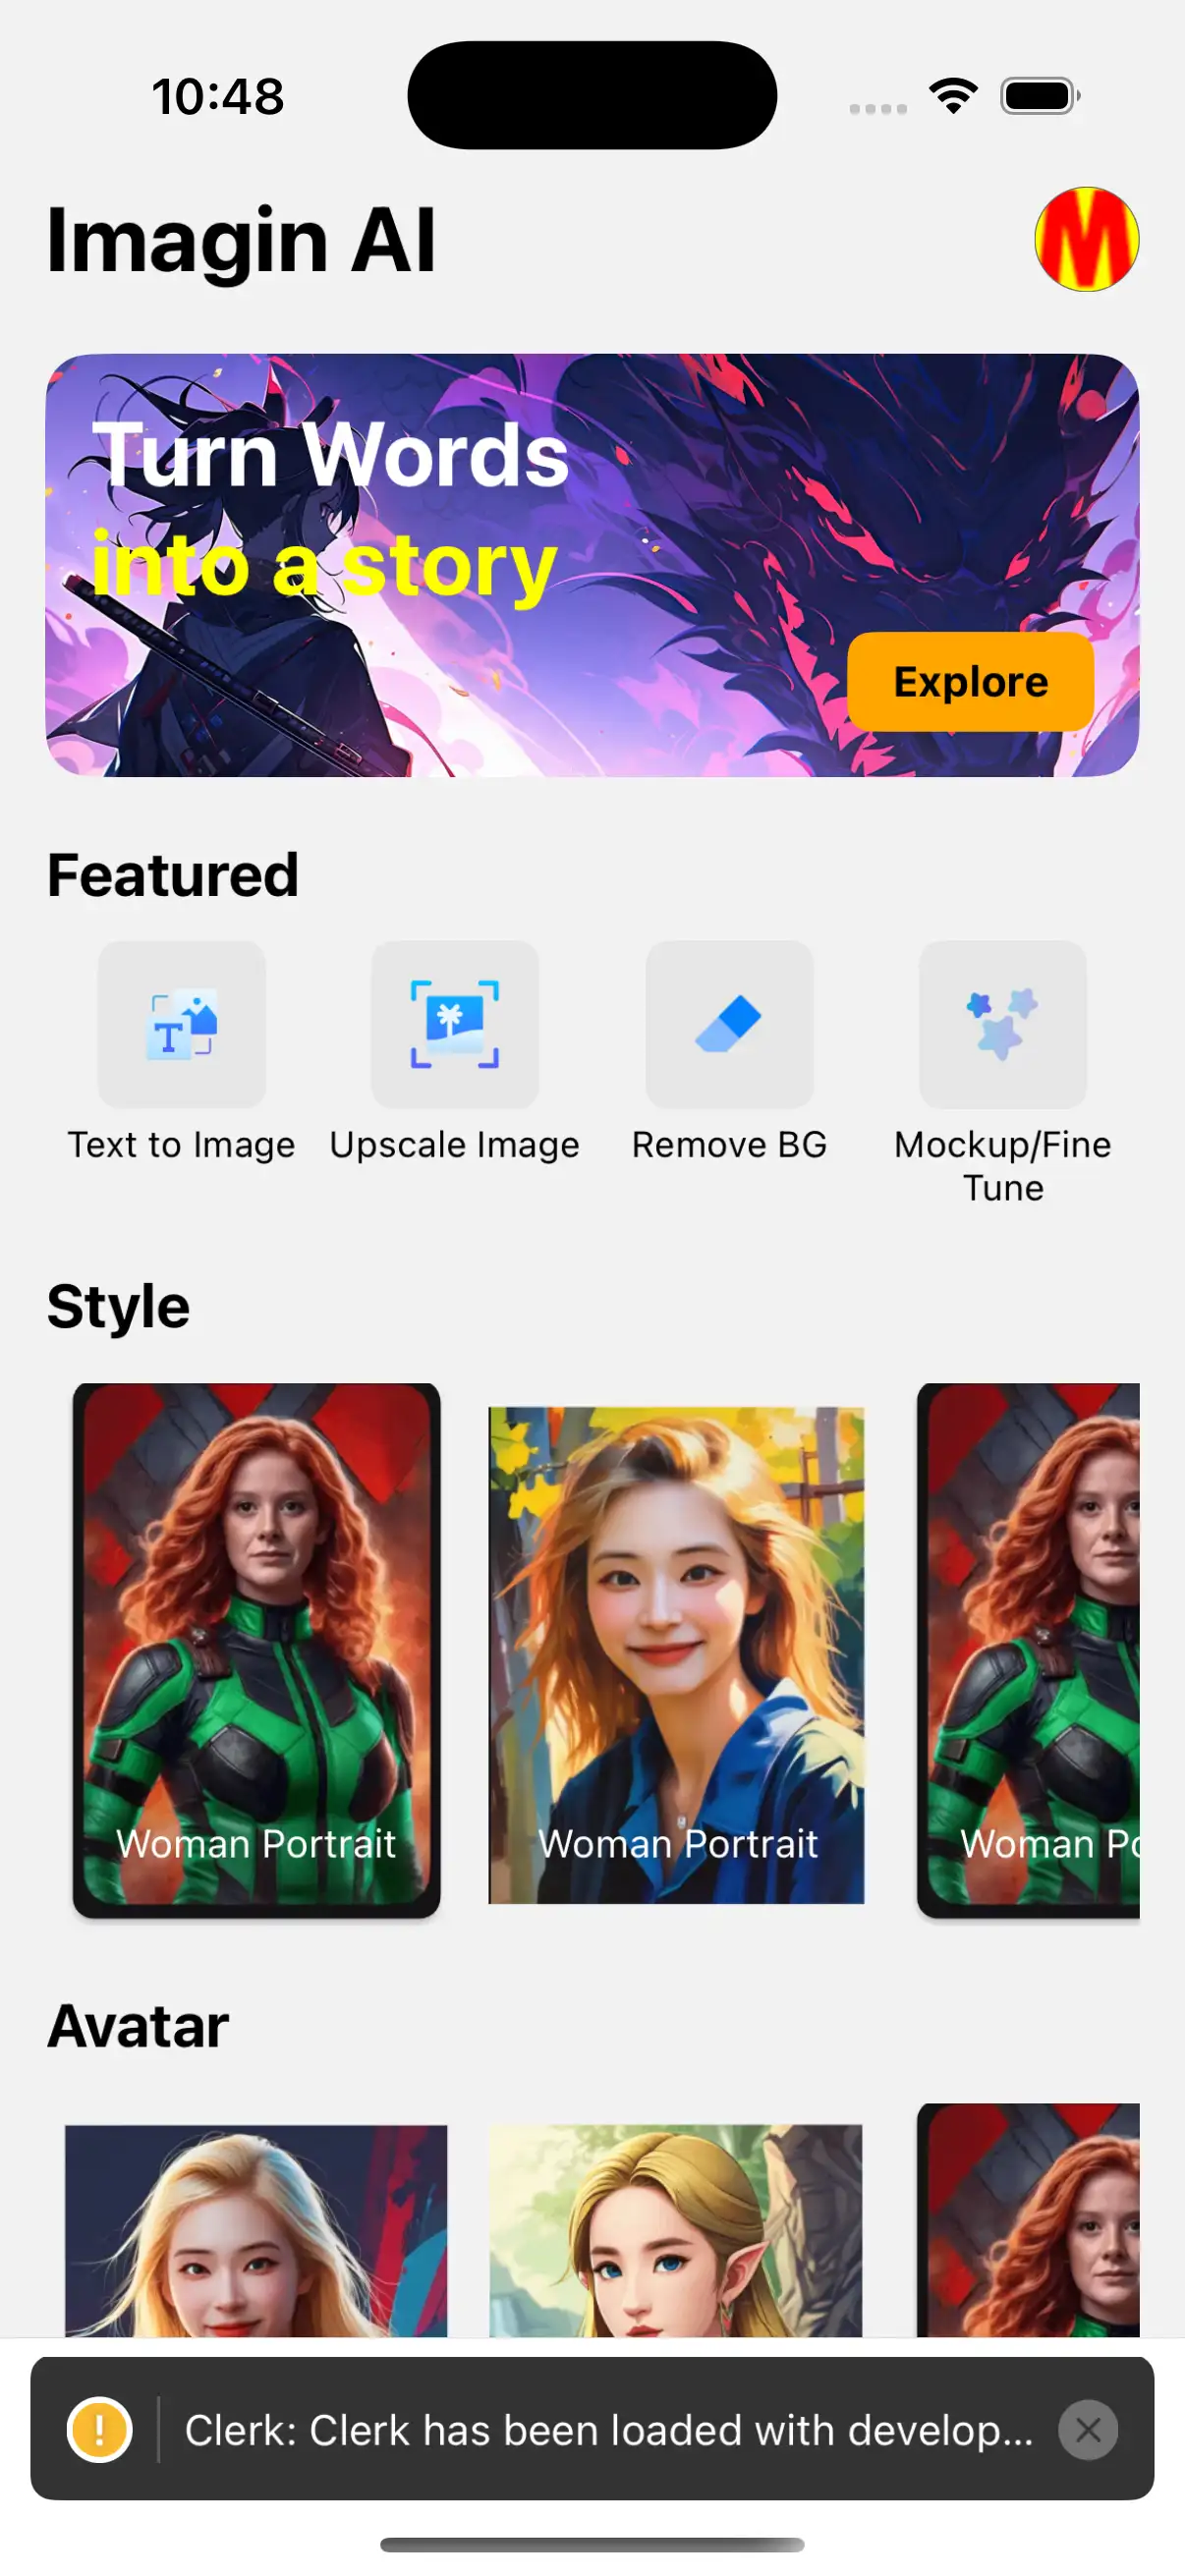 10:48
Imagin AI
M
Turn Words
into a story
Explore
Featured
Text to Image
Upscale Image
Remove BG
Mockup/Fine
Tune
Style
Woman Portrait
Woman Portrait
Woman Po
Avatar
Clerk: Clerk has been loaded with develop...